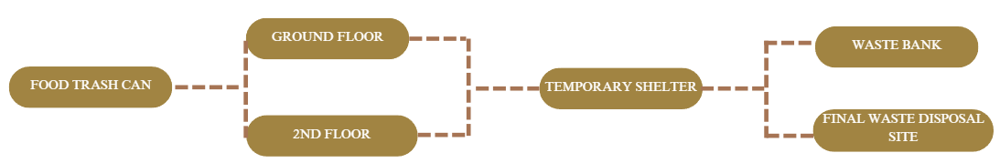 FOOD TRASH CAN
GROUND FLOOR
2ND FLOOR
TEMPORARY SHELTER
WASTE BANK
FINAL WASTE DISPOSAL
SITE